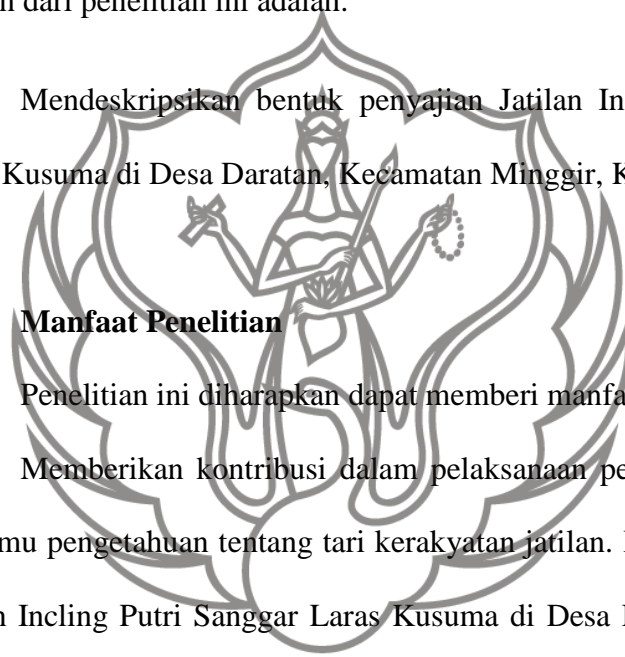 dari penelitian ini adalah:
Mendeskripsikan bentuk penyajian Jatilan In
Kusuma di Desa Daratan, Kecamatan Minggir, K
Manfaat Penelitian
Penelitian ini diharapkan dapat memberi manfa
Memberikan kontribusi dalam pelaksanaan pe
mu pengetahuan tentang tari kerakyatan jatilan.
Incling Putri Sanggar Laras Kusuma di Desa